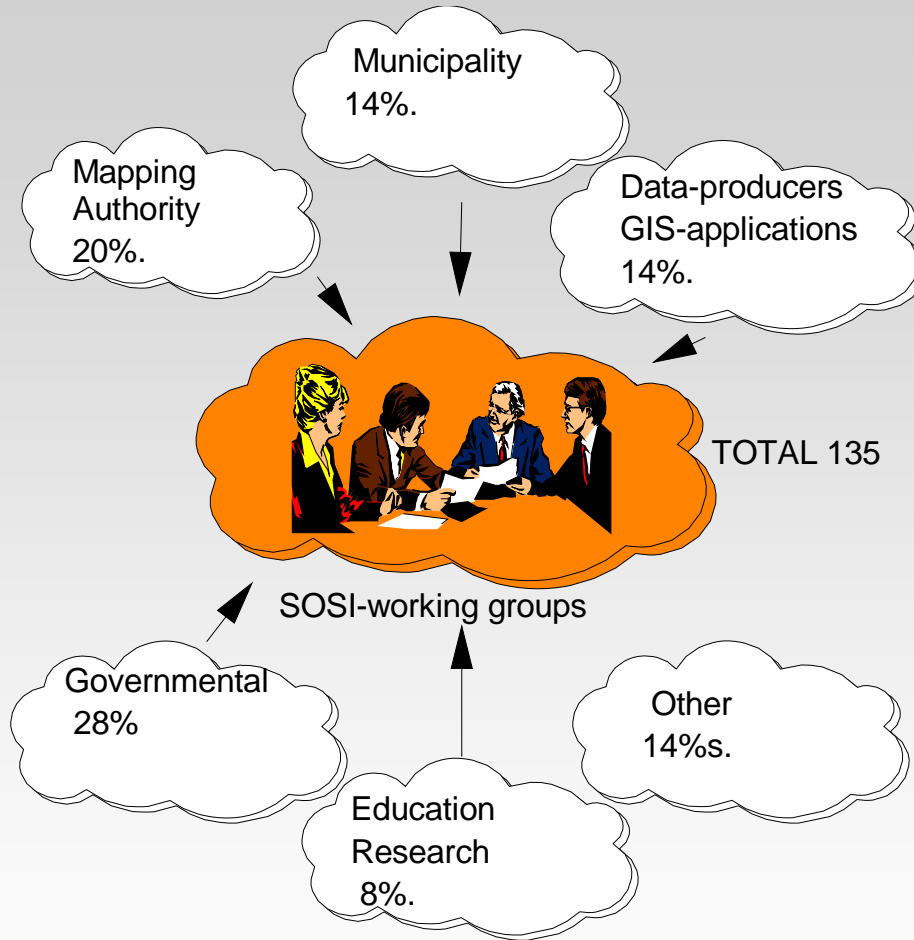 Municipality
14%.
Mapping
Authority
20%.
Data-producers
GIS-applications
14%.
TOTAL 135
SOSI-working groups
Governmental
28%
Other
14%s.
Education
Research
8%.